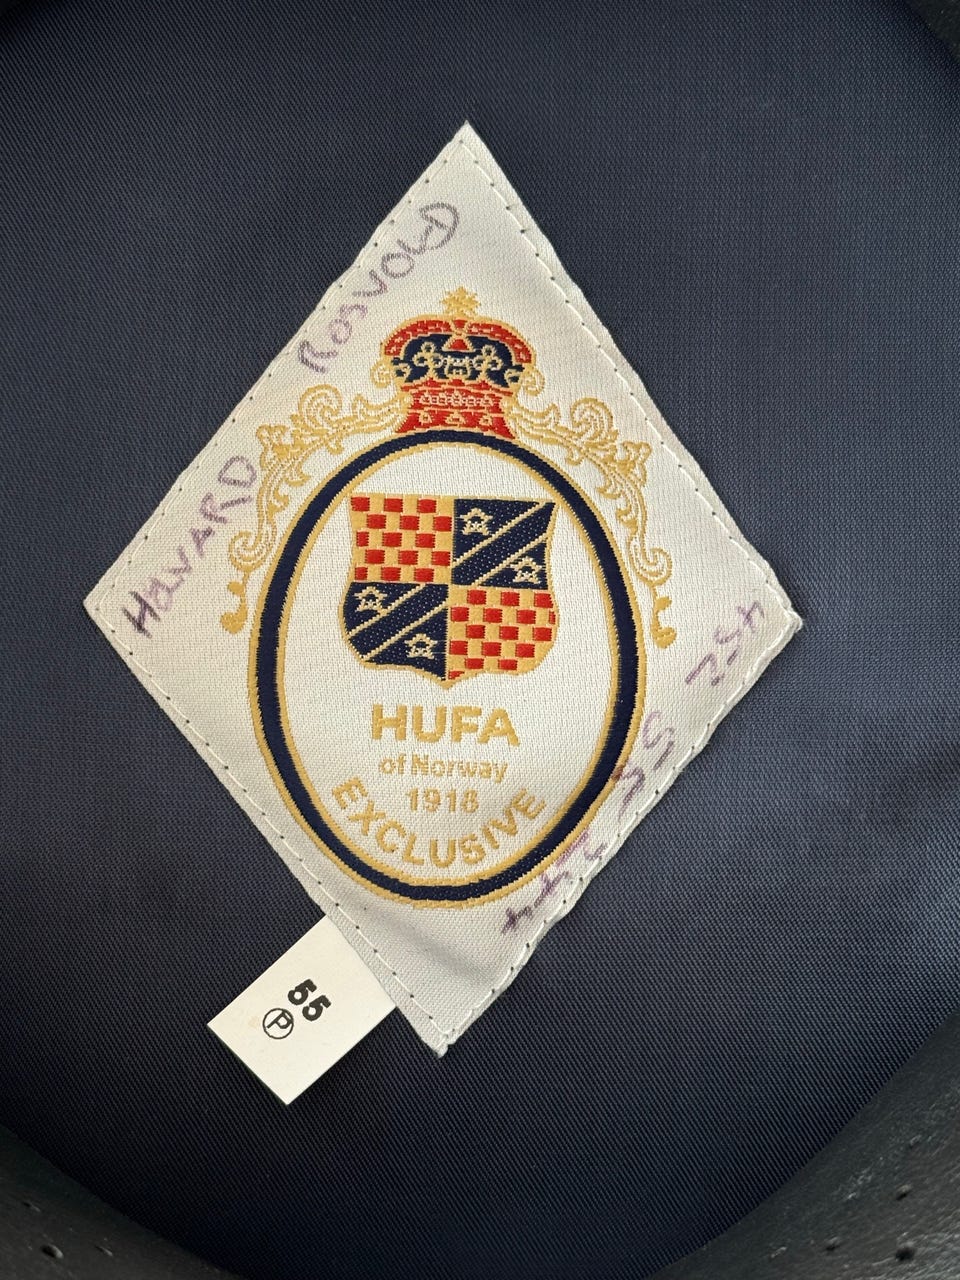 HÅVARD ROSVOLD
HUFA
of Norway
1918
EXCLUSIVE
55
P